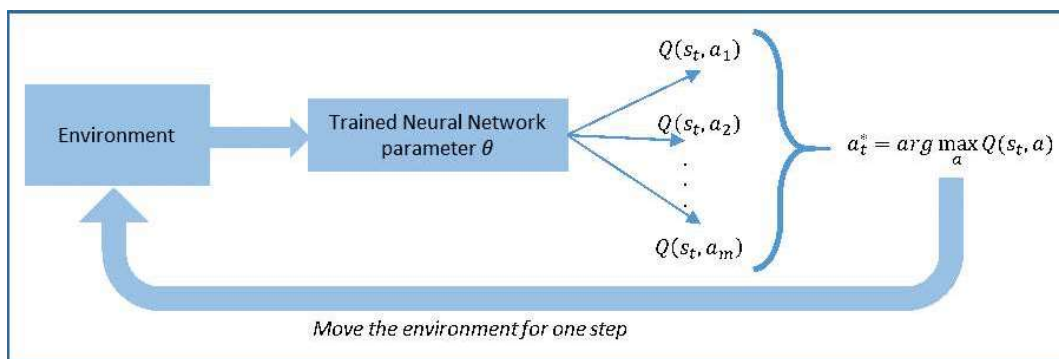 Environment
Trained Neural Network
parameter θ
Q(s_t, a_1)
Q(s_t, a_2)
.
.
.
Q(s_t, a_m)
a_t^* = arg max_a Q(s_t, a)
Move the environment for one step